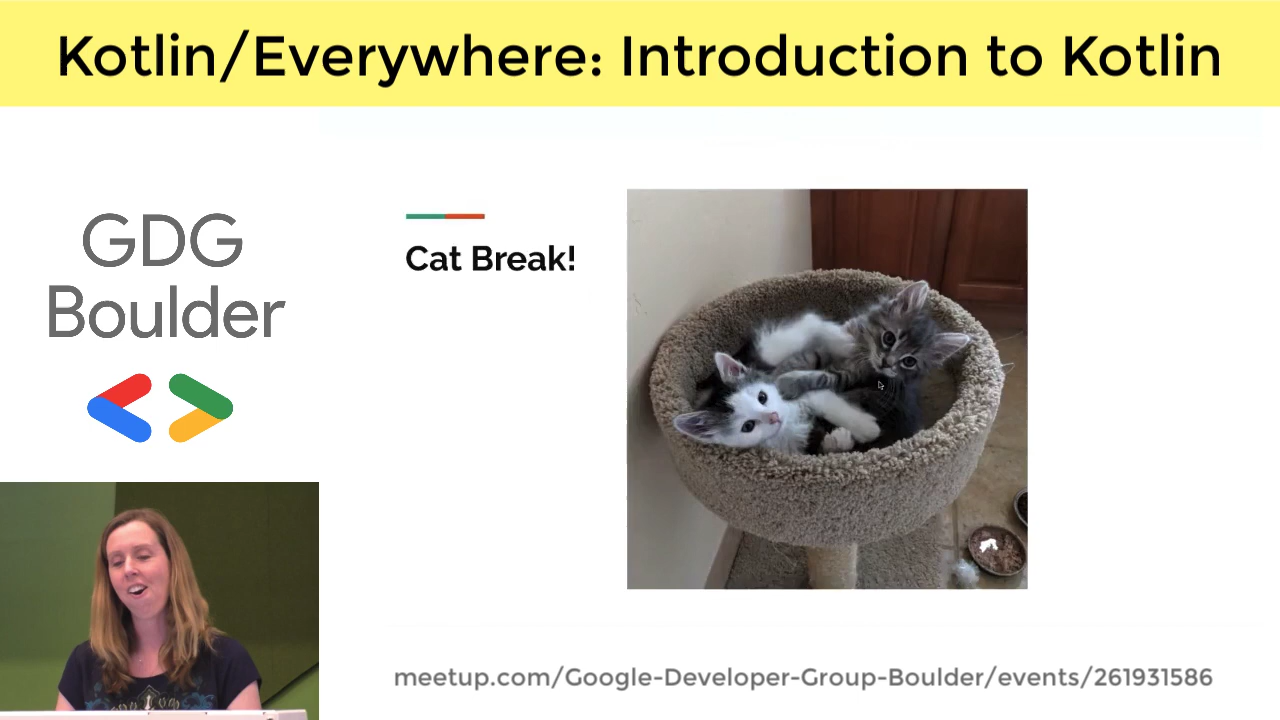 Kotlin/Everywhere: Introduction to Kotlin
GDG
Boulder
Cat Break!
meetup.com/Google-Developer-Group-Boulder/events/261931586